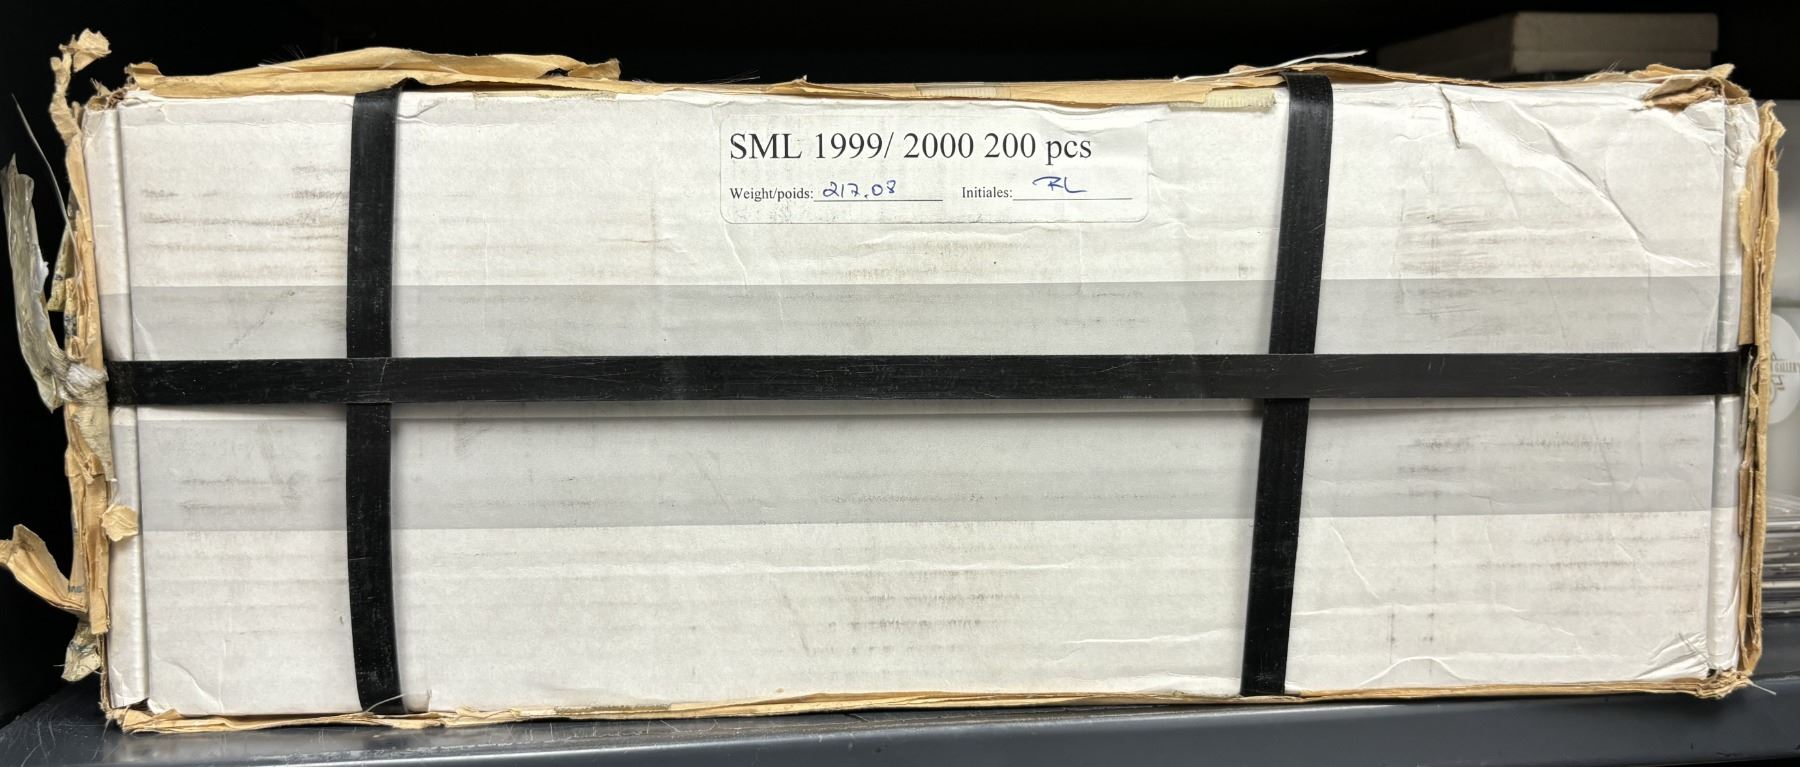 SML 1999/ 2000 200 pcs
Weight/poids: 217.08 Initiales: RL